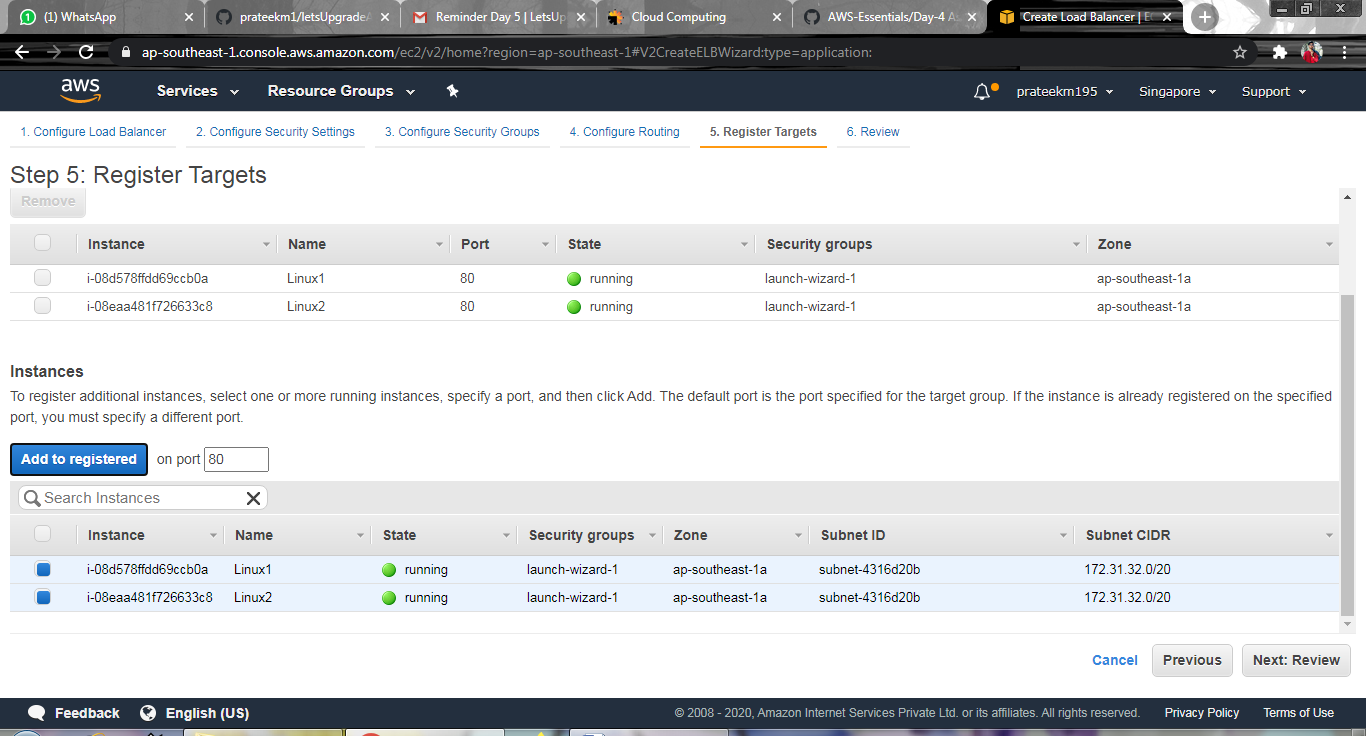 (1) WhatsApp
prateekm1/letsUpgradeA
Reminder Day 5 | LetsUp
Cloud Computing
AWS-Essentials/Day-4 As
Create Load Balancer | EC
ap-southeast-1.console.aws.amazon.com/ec2/v2/home?region=ap-southeast-1#V2CreateELBWizard:type=application:
aws Services Resource Groups prateekm195 Singapore Support
1. Configure Load Balancer 2. Configure Security Settings 3. Configure Security Groups 4. Configure Routing 5. Register Targets 6. Review
Step 5: Register Targets
Remove
Instance Name Port State Security groups Zone
i-08d578ffdd69ccb0a Linux1 80 running launch-wizard-1 ap-southeast-1a
i-08eaa481f726633c8 Linux2 80 running launch-wizard-1 ap-southeast-1a
Instances
To register additional instances, select one or more running instances, specify a port, and then click Add. The default port is the port specified for the target group. If the instance is already registered on the specified
port, you must specify a different port.
Add to registered on port 80
Search Instances
Instance Name State Security groups Zone Subnet ID Subnet CIDR
i-08d578ffdd69ccb0a Linux1 running launch-wizard-1 ap-southeast-1a subnet-4316d20b 172.31.32.0/20
i-08eaa481f726633c8 Linux2 running launch-wizard-1 ap-southeast-1a subnet-4316d20b 172.31.32.0/20
Cancel Previous Next: Review
Feedback English (US) © 2008 - 2020, Amazon Internet Services Private Ltd. or its affiliates. All rights reserved. Privacy Policy Terms of Use